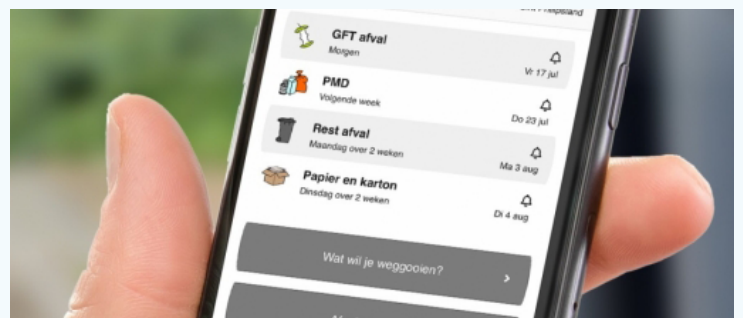 GFT afval
Morgen
Vr 17 jul
PMD
Volgende week
Do 23 jul
Rest afval
Maandag over 2 weken
Ma 3 aug
Papier en karton
Dinsdag over 2 weken
Di 4 aug
Wat wil je weggooien?